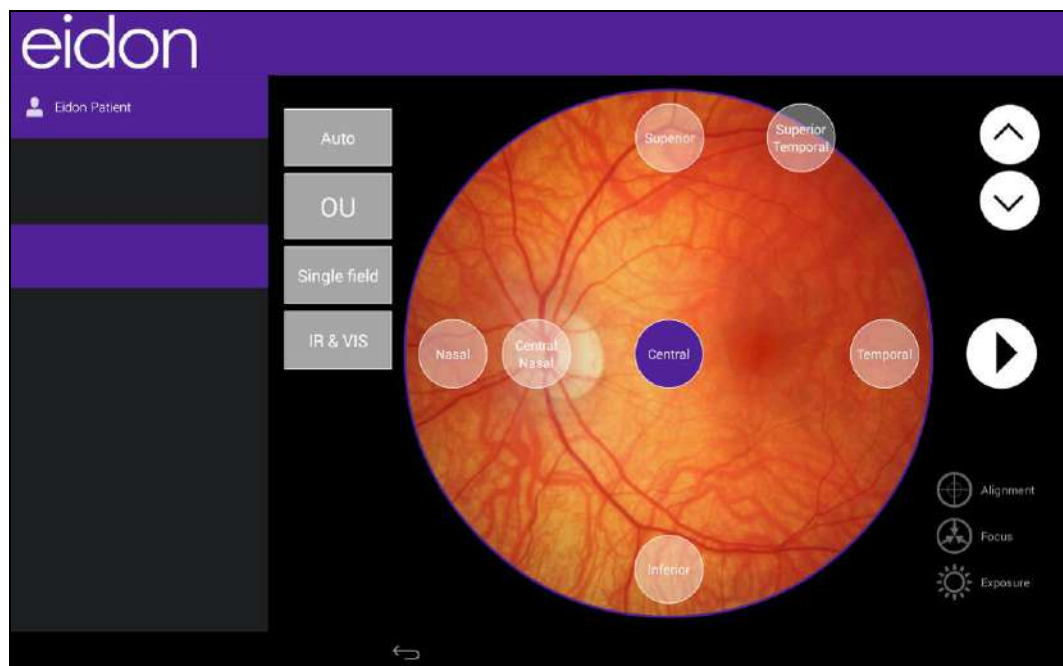 eidon
Eidon Patient
Auto
OU
Single field
IR & VIS
Superior
Superior
Temporal
Nasal
Central
Nasal
Central
Temporal
Inferior
Alignment
Focus
Exposure